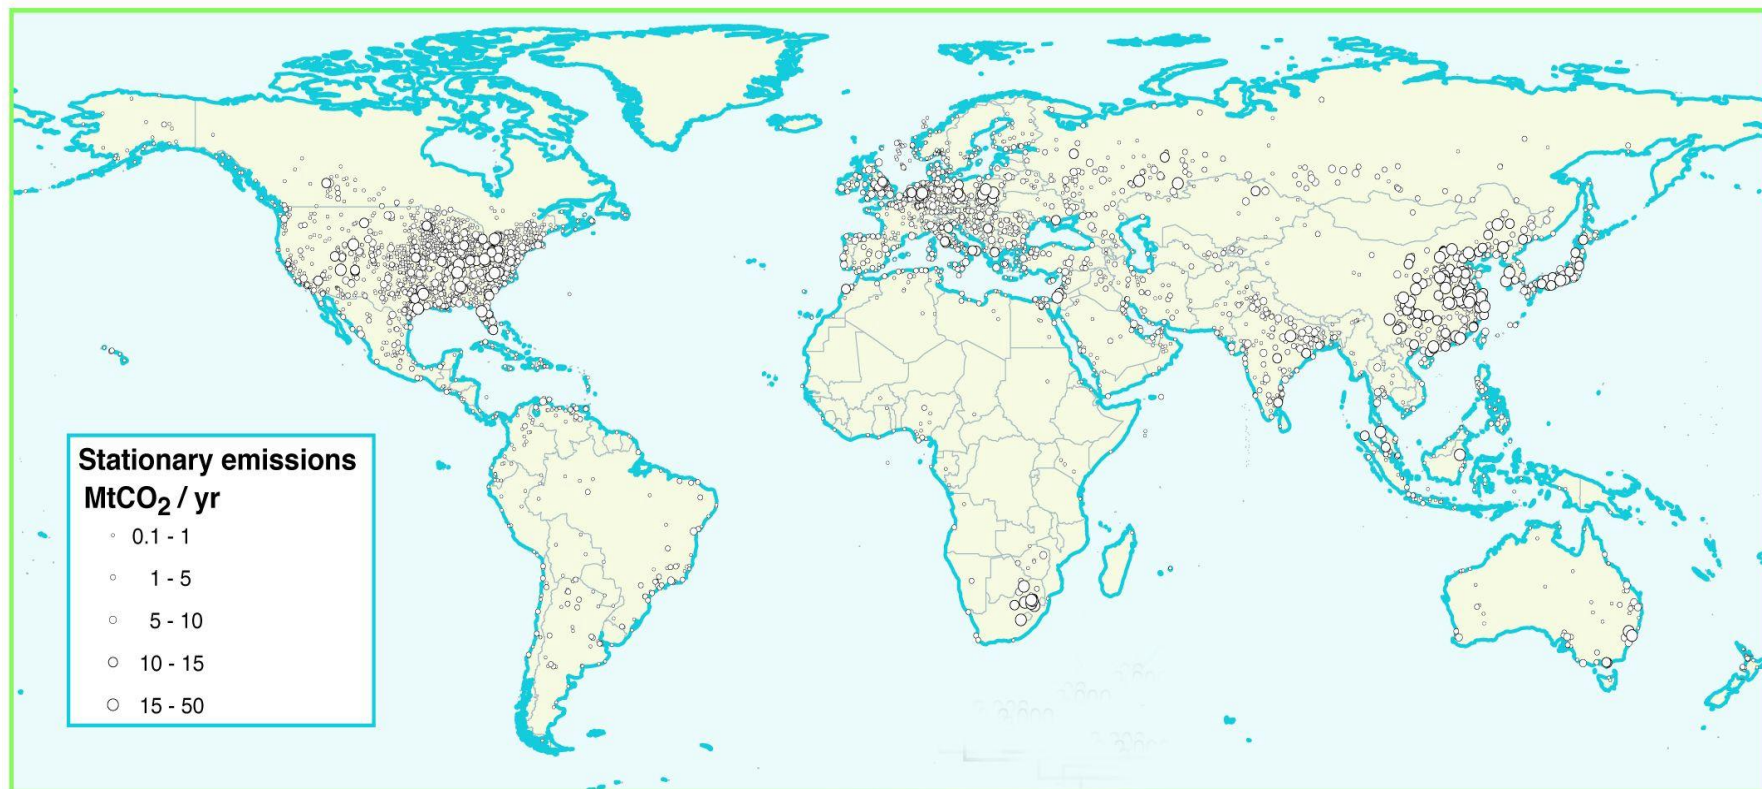 Stationary emissions
MtCO₂ / yr
0.1 - 1
1 - 5
5 - 10
10 - 15
15 - 50